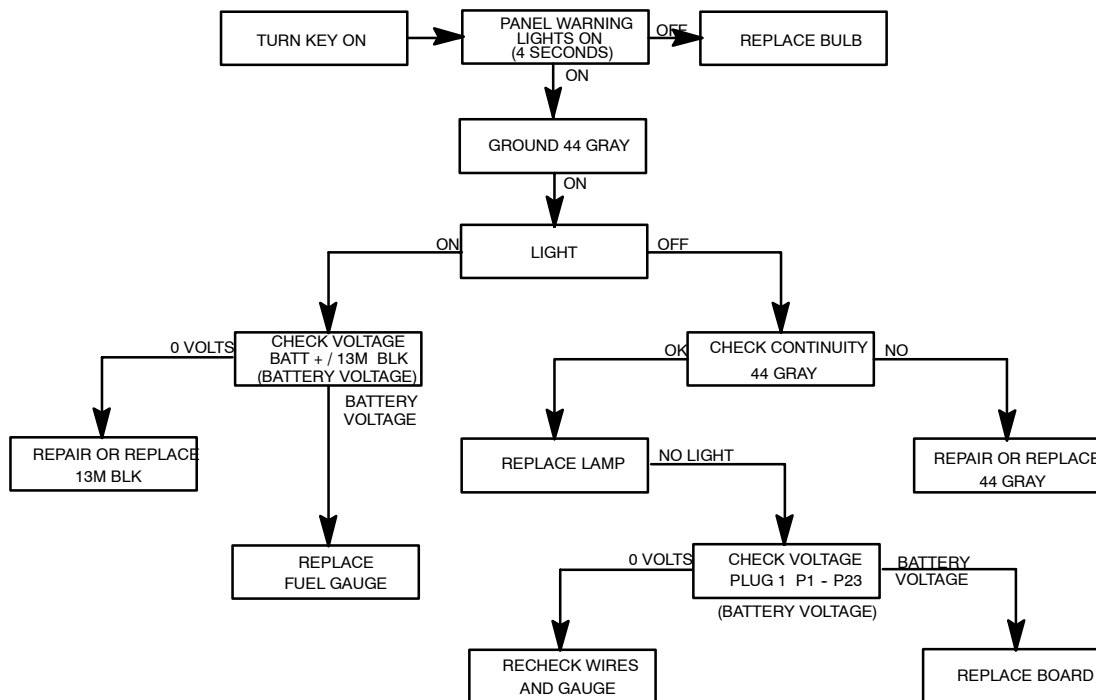 TURN KEY ON
PANEL WARNING
LIGHTS ON
(4 SECONDS)
OFF
REPLACE BULB
ON
GROUND 44 GRAY
ON
ON
LIGHT
OFF
0 VOLTS
CHECK VOLTAGE
BATT + / 13M BLK
(BATTERY VOLTAGE)
OK
CHECK CONTINUITY
44 GRAY
NO
BATTERY
VOLTAGE
REPAIR OR REPLACE
13M BLK
REPLACE LAMP
NO LIGHT
REPAIR OR REPLACE
44 GRAY
REPLACE
FUEL GAUGE
0 VOLTS
CHECK VOLTAGE
PLUG 1 P1 - P23
BATTERY
VOLTAGE
(BATTERY VOLTAGE)
RECHECK WIRES
AND GAUGE
REPLACE BOARD